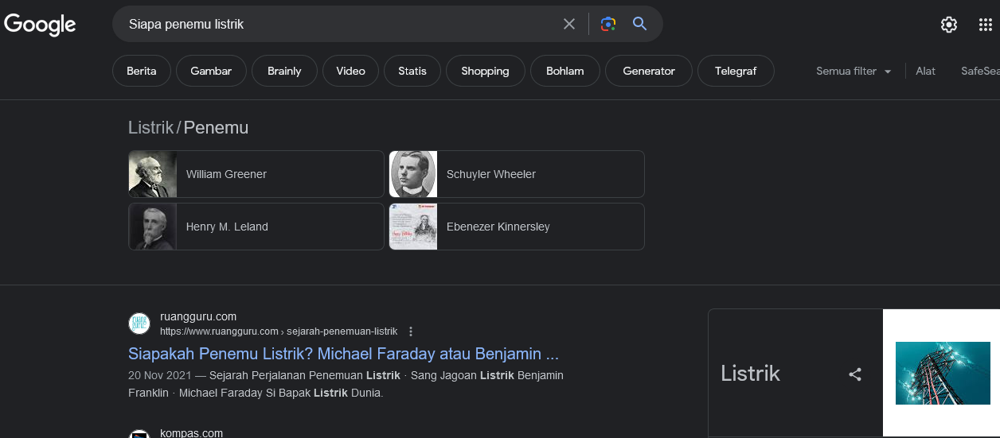 Google
Siapa penemu listrik
Berita
Gambar
Brainly
Video
Statis
Shopping
Bohlam
Generator
Telegraf
Semua filter
Alat
SafeSea
Listrik/Penemu
William Greener
Schuyler Wheeler
Henry M. Leland
Ebenezer Kinnersley
ruang
guru
ruangguru.com
https://www.ruangguru.com › sejarah-penemuan-listrik
Siapakah Penemu Listrik? Michael Faraday atau Benjamin ...
20 Nov 2021 — Sejarah Perjalanan Penemuan Listrik · Sang Jagoan Listrik Benjamin
Franklin · Michael Faraday Si Bapak Listrik Dunia.
Listrik
kompas.com